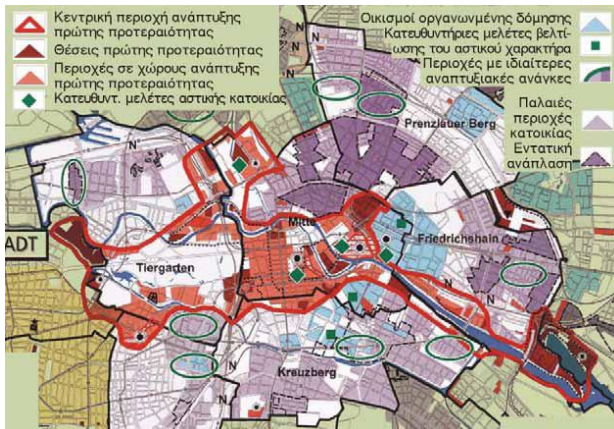 Κεντρική περιοχή ανάπτυξης
πρώτης προτεραιότητας
Θέσεις πρώτης προτεραιότητας
Περιοχές σε χώρους ανάπτυξης
πρώτης προτεραιότητας
Κατευθυντ. μελέτες αστικής κατοικίας
Οικισμοί οργανωμένης δόμησης
Κατευθυντήριες μελέτες βελτί-
ωσης του αστικού χαρακτήρα
Περιοχές με ιδιαίτερες
αναπτυξιακές ανάγκες
Παλαιές
περιοχές
κατοικίας
Εντατική
ανάπλαση
Prenzlauer Berg
Mitte
Friedrichshain
ADT
Tiergarten
Kreuzberg
N
N
N
N
N
N
N